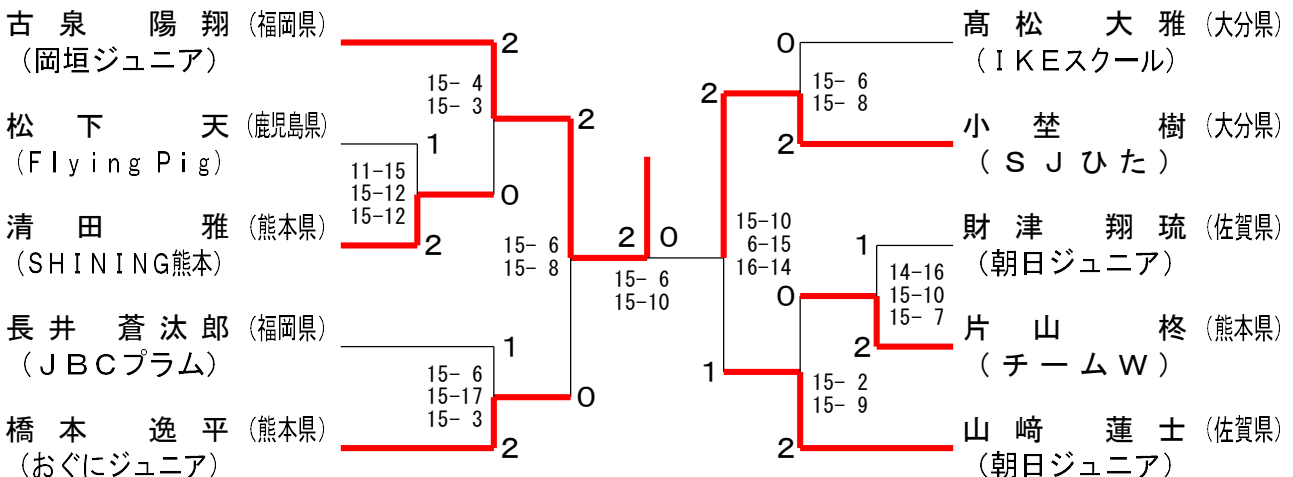 古泉 陽翔 (福岡県)
(岡垣ジュニア)
松下 天 (鹿児島県)
(Flying Pig)
清田 雅 (熊本県)
(SHINING熊本)
長井 蒼汰郎 (福岡県)
(JBCプラム)
橋本 逸平 (熊本県)
(おぐにジュニア)
2
15- 4
15- 3
1
11-15
15-12
15-12
0
2
2
15- 6
15- 8
1
15- 6
15-17
15- 3
0
2
2 0
15- 6
15-10
0
15- 6
15- 8
2
2
15-10
6-15
16-14
1
14-16
15-10
15- 7
0
2
1
15- 2
15- 9
2
髙松 大雅 (大分県)
(IKEスクール)
小埜 樹 (大分県)
(SJひた)
財津 翔琉 (佐賀県)
(朝日ジュニア)
片山 柊 (熊本県)
(チームW)
山﨑 蓮士 (佐賀県)
(朝日ジュニア)